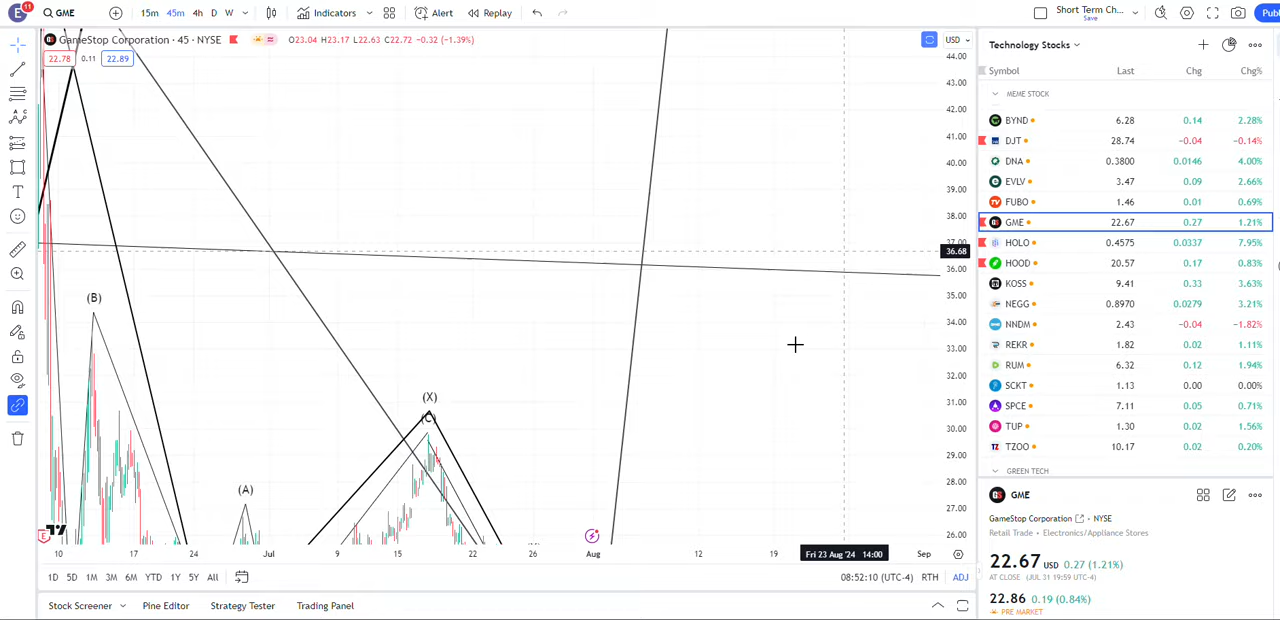 E 11 GME 15m 45m 4h D W Indicators Alert Replay Short Term Ch... Save Publ
GameStop Corporation · 45 · NYSE O23.04 H23.17 L22.63 C22.72 −0.32 (−1.39%)
22.78 0.11 22.89
USD
44.00
43.00
42.00
41.00
40.00
39.00
38.00
37.00
36.68
36.00
35.00
34.00
33.00
32.00
31.00
30.00
29.00
28.00
27.00
26.00
(B)
(X)
(C)
(A)
10 17 24 Jul 9 15 22 26 Aug 12 19 Fri 23 Aug '24 14:00 Sep
1D 5D 1M 3M 6M YTD 1Y 5Y All 08:52:10 (UTC-4) RTH ADJ
Stock Screener Pine Editor Strategy Tester Trading Panel
Technology Stocks
Symbol Last Chg Chg%
MEME STOCK
BYND 6.28 0.14 2.28%
DJT 28.74 −0.04 −0.14%
DNA 0.3800 0.0146 4.00%
EVLV 3.47 0.09 2.66%
FUBO 1.46 0.01 0.69%
GME 22.67 0.27 1.21%
HOLO 0.4575 0.0337 7.95%
HOOD 20.57 0.17 0.83%
KOSS 9.41 0.33 3.63%
NEGG 0.8970 0.0279 3.21%
NNDM 2.43 −0.04 −1.82%
REKR 1.82 0.02 1.11%
RUM 6.32 0.12 1.94%
SCKT 1.13 0.00 0.00%
SPCE 7.11 0.05 0.71%
TUP 1.30 0.02 1.56%
TZOO 10.17 0.02 0.20%
GREEN TECH
GME
GameStop Corporation · NYSE
Retail Trade · Electronics/Appliance Stores
22.67 USD 0.27 (1.21%)
AT CLOSE (JUL 31 19:59 UTC-4)
22.86 0.19 (0.84%)
PRE MARKET